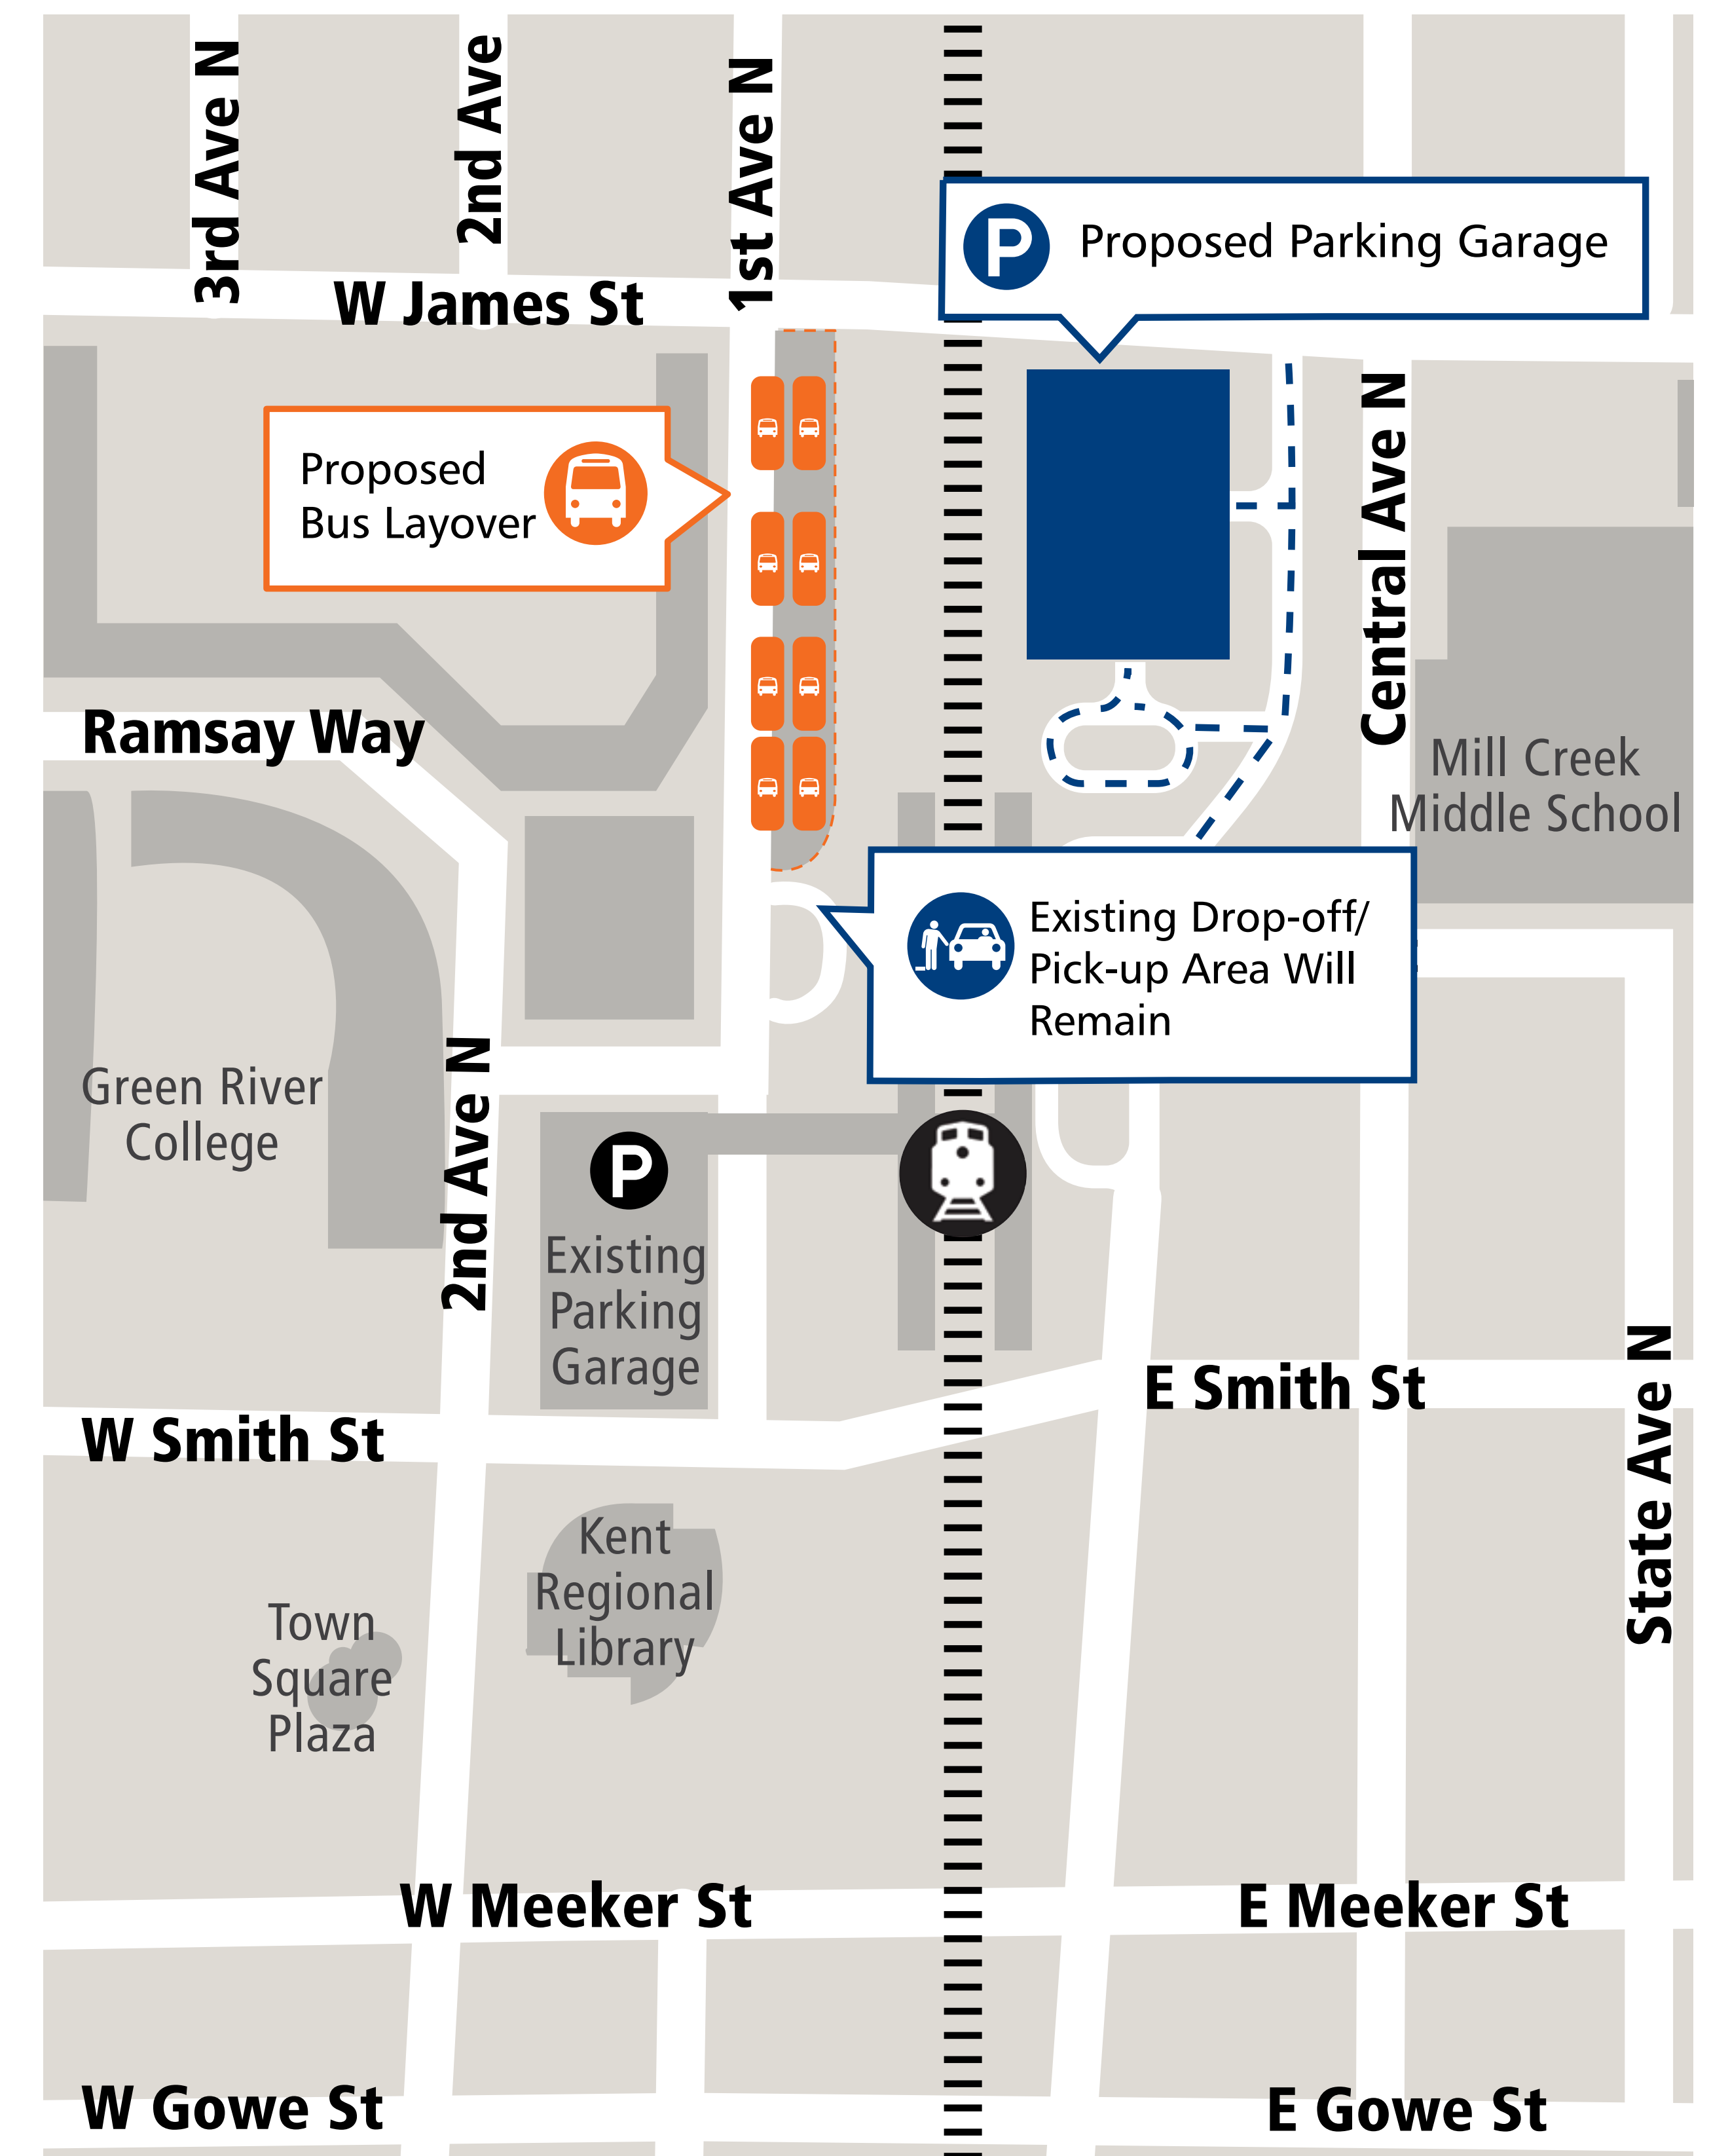 3rd Ave N
2nd Ave
1st Ave N
P
Proposed Parking Garage
W James St
Proposed
Bus Layover
Central Ave N
Ramsay Way
Mill Creek
Middle School
Existing Drop-off/
Pick-up Area Will
Remain
Green River
College
2nd Ave N
P
Existing
Parking
Garage
E Smith St
W Smith St
State Ave N
Kent
Regional
Library
Town
Square
Plaza
W Meeker St
E Meeker St
W Gowe St
E Gowe St